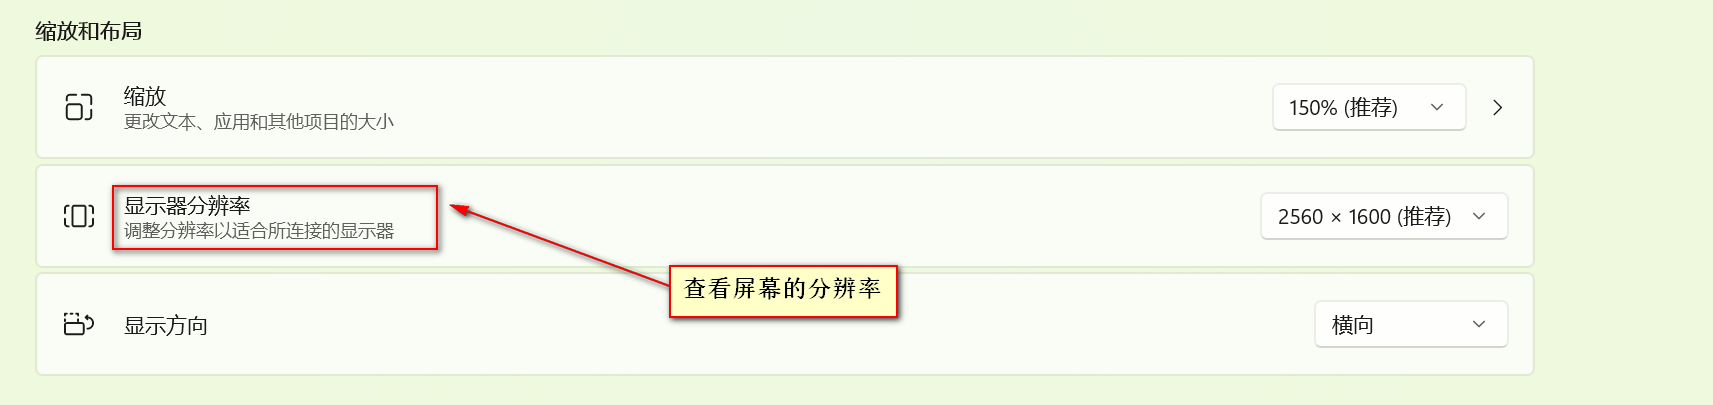 缩放和布局
缩放
更改文本、应用和其他项目的大小
150% (推荐)
显示器分辨率
调整分辨率以适合所连接的显示器
2560 × 1600 (推荐)
查看屏幕的分辨率
显示方向
横向